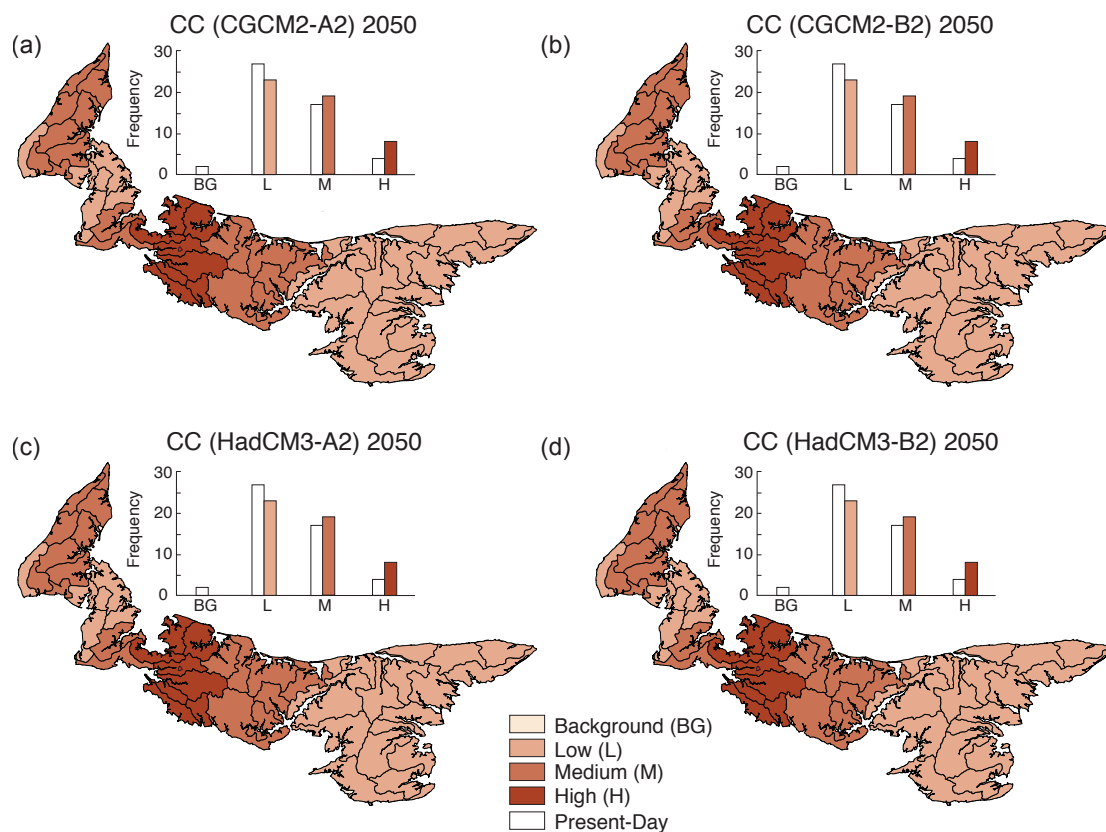 (a)
CC (CGCM2-A2) 2050
30
20
10
0
Frequency
BG L M H
(b)
CC (CGCM2-B2) 2050
30
20
10
0
Frequency
BG L M H
(c)
CC (HadCM3-A2) 2050
30
20
10
0
Frequency
BG L M H
(d)
CC (HadCM3-B2) 2050
30
20
10
0
Frequency
BG L M H
Background (BG)
Low (L)
Medium (M)
High (H)
Present-Day